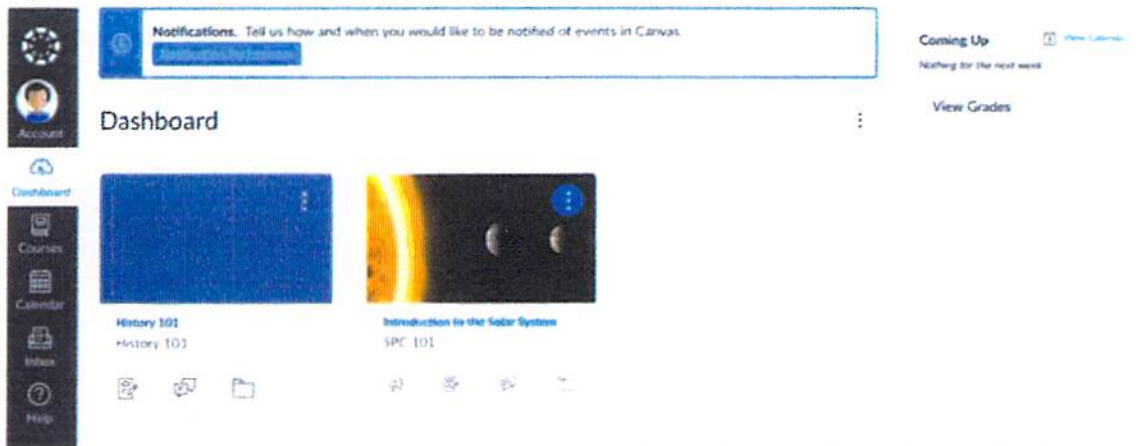 Notifications. Tell us how and when you would like to be notified of events in Canvas.
Account
Dashboard
Courses
Calendar
Inbox
Help
Dashboard
History 101
History 101
Introduction to the Solar System
SPC 101
Coming Up
View Calendar
Nothing for the next week
View Grades